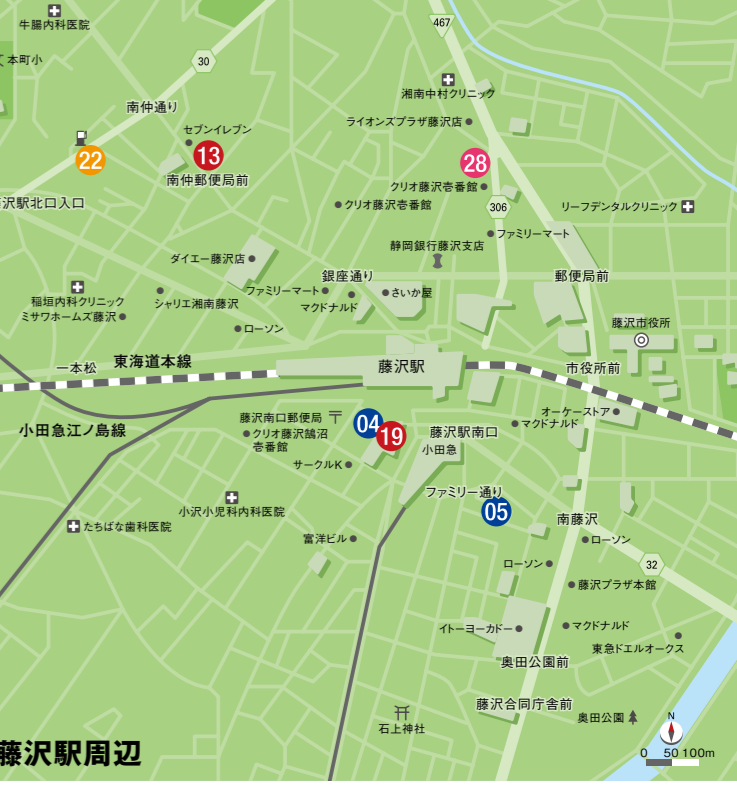 牛腸内科医院
本町小
30
467
湘南中村クリニック
南仲通り
セブンイレブン
ライオンズプラザ藤沢店
22
13
28
南仲郵便局前
クリオ藤沢壱番館
沢駅北口入口
クリオ藤沢壱番館
306
リーフデンタルクリニック
ファミリーマート
静岡銀行藤沢支店
ダイエー藤沢店
銀座通り
郵便局前
稲垣内科クリニック
シャリエ湘南藤沢
ファミリーマート
マクドナルド
さいか屋
ミサワホームズ藤沢
ローソン
藤沢市役所
一本松
東海道本線
藤沢駅
市役所前
小田急江ノ島線
藤沢南口郵便局
クリオ藤沢鵠沼
壱番館
04
19
藤沢駅南口
小田急
オーケーストア
マクドナルド
サークルK
小沢小児科内科医院
たちばな歯科医院
ファミリー通り
05
南藤沢
富洋ビル
ローソン
ローソン
32
藤沢プラザ本館
イトーヨーカドー
マクドナルド
東急ドエルオークス
奥田公園前
藤沢合同庁舎前
石上神社
奥田公園
N
0 50 100m
藤沢駅周辺